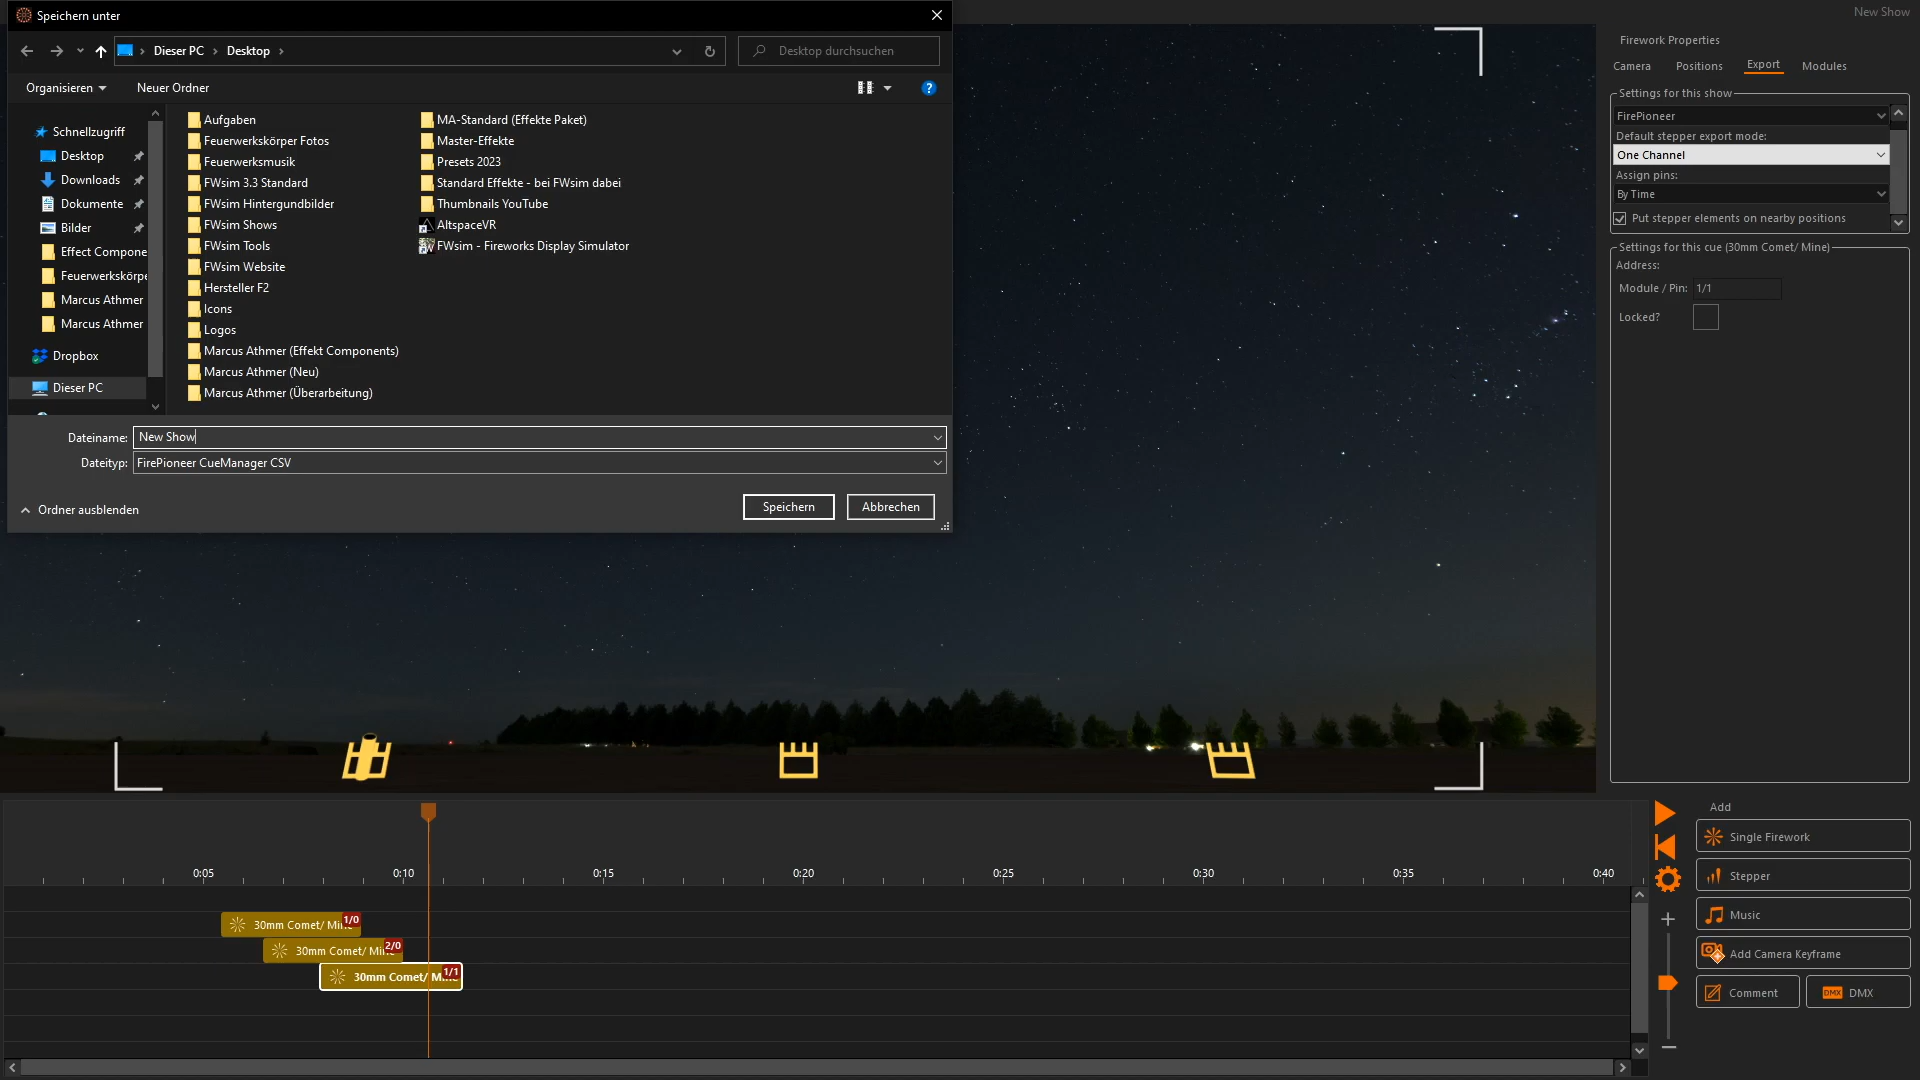 Speichern unter
New Show
Dieser PC
Desktop
Desktop durchsuchen
Organisieren
Neuer Ordner
?
Schnellzugriff
Desktop
Downloads
Dokumente
Bilder
Effect Compone
Feuerwerkskörpe
Marcus Athmer
Marcus Athmer
Dropbox
Dieser PC
Aufgaben
Feuerwerkskörper Fotos
Feuerwerksmusik
FWsim 3.3 Standard
FWsim Hintergundbilder
FWsim Shows
FWsim Tools
FWsim Website
Hersteller F2
Icons
Logos
Marcus Athmer (Effekt Components)
Marcus Athmer (Neu)
Marcus Athmer (Überarbeitung)
MA-Standard (Effekte Paket)
Master-Effekte
Presets 2023
Standard Effekte - bei FWsim dabei
Thumbnails YouTube
AltspaceVR
FWsim - Fireworks Display Simulator
Dateiname: New Show
Dateityp: FirePioneer CueManager CSV
Ordner ausblenden
Speichern
Abbrechen
Firework Properties
Camera Positions Export Modules
Settings for this show
FirePioneer
Default stepper export mode:
One Channel
Assign pins:
By Time
Put stepper elements on nearby positions
Settings for this cue (30mm Comet/ Mine)
Address:
Module / Pin: 1/1
Locked?
0:05 0:10 0:15 0:20 0:25 0:30 0:35 0:40
30mm Comet/ Mine 1/0
30mm Comet/ Mine 2/0
30mm Comet/ M... 1/1
Add
Single Firework
Stepper
Music
Add Camera Keyframe
Comment
DMX DMX